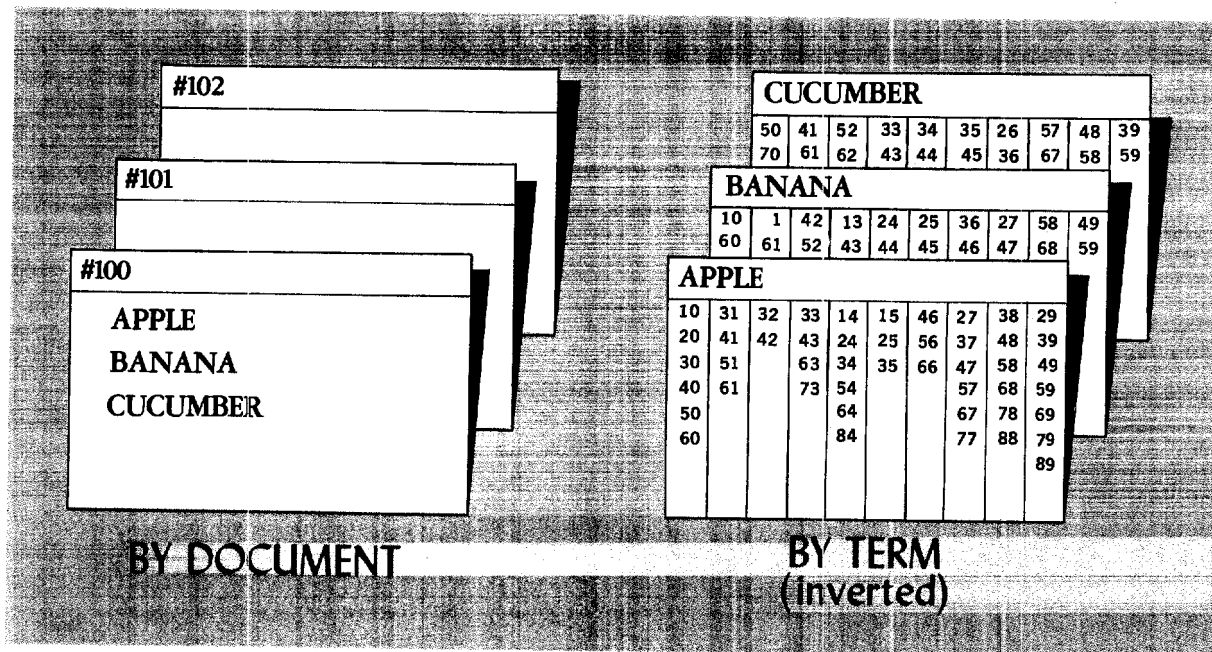 #102
#101
#100
APPLE
BANANA
CUCUMBER
BY DOCUMENT
CUCUMBER
50 41 52 33 34 35 26 57 48 39
70 61 62 43 44 45 36 67 58 59
BANANA
10 1 42 13 24 25 36 27 58 49
60 61 52 43 44 45 46 47 68 59
APPLE
10 31 32 33 14 15 46 27 38 29
20 41 42 43 24 25 56 37 48 39
30 51 63 34 35 66 47 58 49
40 61 73 54 57 68 59
50 64 67 78 69
60 84 77 88 79
89
BY TERM
(inverted)